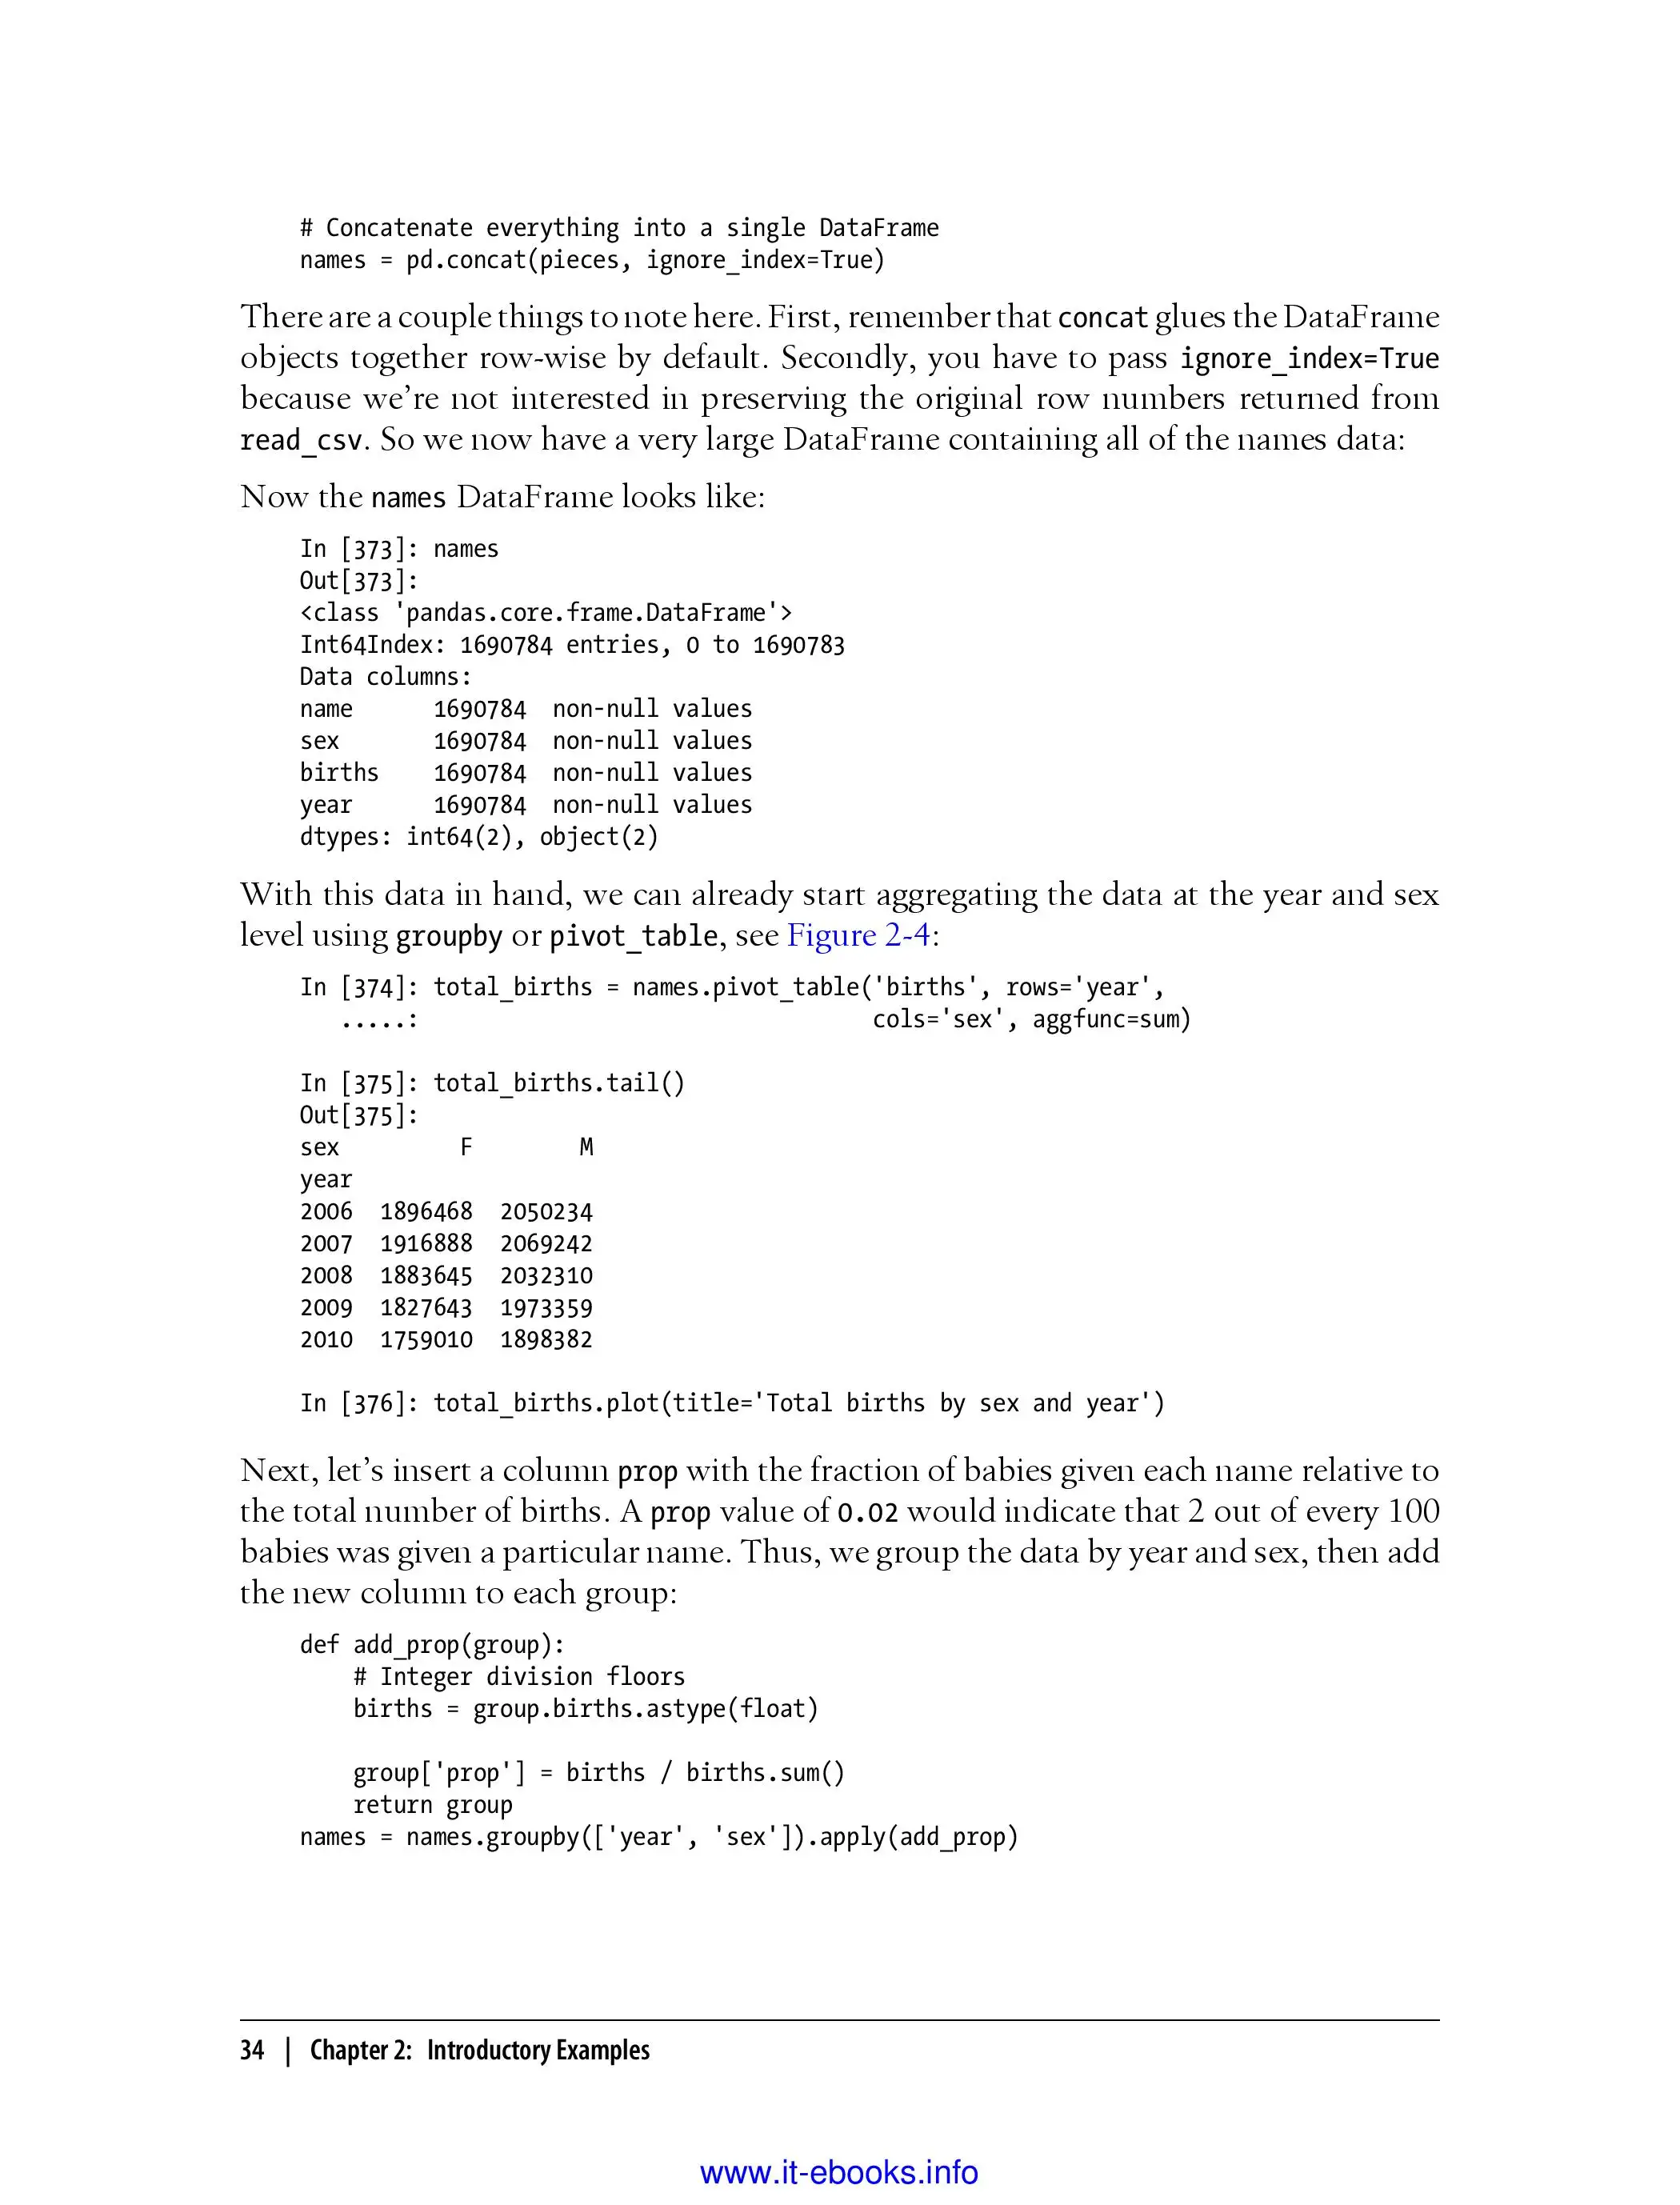 # Concatenate everything into a single DataFrame
names = pd.concat(pieces, ignore_index=True)
There are a couple things to note here. First, remember that concat glues the DataFrame
objects together row-wise by default. Secondly, you have to pass ignore_index=True
because we’re not interested in preserving the original row numbers returned from
read_csv. So we now have a very large DataFrame containing all of the names data:
Now the names DataFrame looks like:
In [373]: names
Out[373]:
<class 'pandas.core.frame.DataFrame'>
Int64Index: 1690784 entries, 0 to 1690783
Data columns:
name      1690784  non-null values
sex       1690784  non-null values
births    1690784  non-null values
year      1690784  non-null values
dtypes: int64(2), object(2)
With this data in hand, we can already start aggregating the data at the year and sex
level using groupby or pivot_table, see Figure 2-4:
In [374]: total_births = names.pivot_table('births', rows='year',
   .....:                                  cols='sex', aggfunc=sum)
In [375]: total_births.tail()
Out[375]:
sex         F        M
year
2006  1896468  2050234
2007  1916888  2069242
2008  1883645  2032310
2009  1827643  1973359
2010  1759010  1898382
In [376]: total_births.plot(title='Total births by sex and year')
Next, let’s insert a column prop with the fraction of babies given each name relative to
the total number of births. A prop value of 0.02 would indicate that 2 out of every 100
babies was given a particular name. Thus, we group the data by year and sex, then add
the new column to each group:
def add_prop(group):
    # Integer division floors
    births = group.births.astype(float)
    group['prop'] = births / births.sum()
    return group
names = names.groupby(['year', 'sex']).apply(add_prop)
34 | Chapter 2: Introductory Examples
www.it-ebooks.info